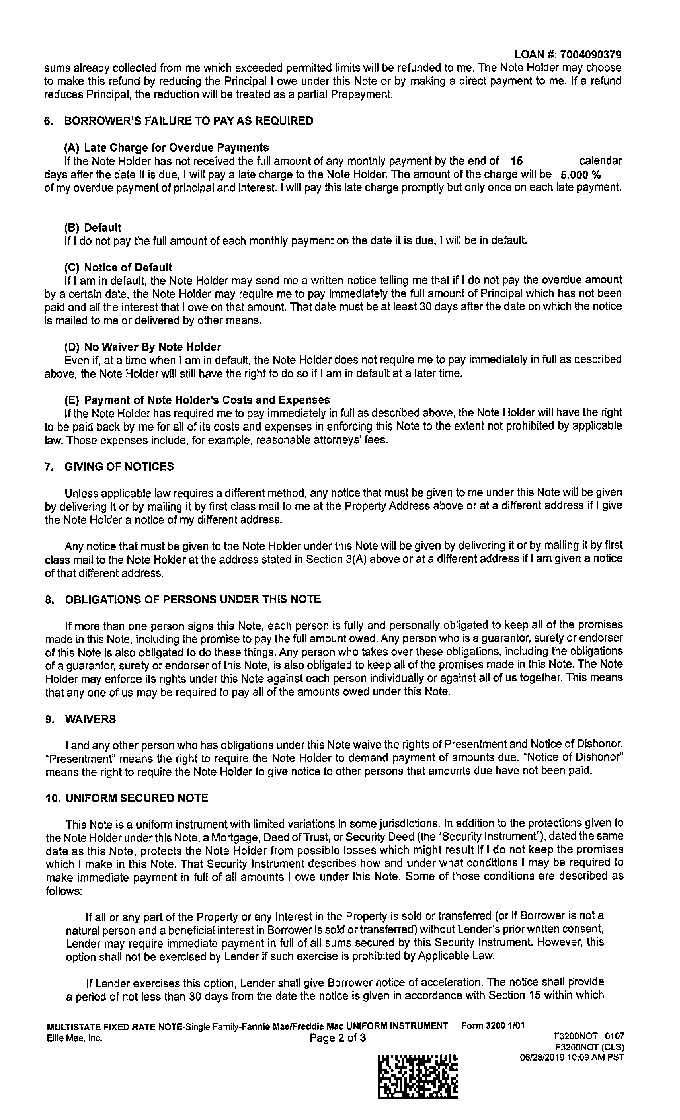 LOAN #: 7004090379
sums already collected from me which exceeded permitted limits will be refunded to me. The Note Holder may choose
to make this refund by reducing the Principal I owe under this Note or by making a direct payment to me. If a refund
reduces Principal, the reduction will be treated as a partial Prepayment.
6. BORROWER'S FAILURE TO PAY AS REQUIRED
(A) Late Charge for Overdue Payments
If the Note Holder has not received the full amount of any monthly payment by the end of 15 calendar
days after the date it is due, I will pay a late charge to the Note Holder. The amount of the charge will be 5.000 %
of my overdue payment of principal and interest. I will pay this late charge promptly but only once on each late payment.
(B) Default
If I do not pay the full amount of each monthly payment on the date it is due, I will be in default.
(C) Notice of Default
If I am in default, the Note Holder may send me a written notice telling me that if I do not pay the overdue amount
by a certain date, the Note Holder may require me to pay immediately the full amount of Principal which has not been
paid and all the interest that I owe on that amount. That date must be at least 30 days after the date on which the notice
is mailed to me or delivered by other means.
(D) No Waiver By Note Holder
Even if, at a time when I am in default, the Note Holder does not require me to pay immediately in full as described
above, the Note Holder will still have the right to do so if I am in default at a later time.
(E) Payment of Note Holder's Costs and Expenses
If the Note Holder has required me to pay immediately in full as described above, the Note Holder will have the right
to be paid back by me for all of its costs and expenses in enforcing this Note to the extent not prohibited by applicable
law. Those expenses include, for example, reasonable attorneys' fees.
7. GIVING OF NOTICES
Unless applicable law requires a different method, any notice that must be given to me under this Note will be given
by delivering it or by mailing it by first class mail to me at the Property Address above or at a different address if I give
the Note Holder a notice of my different address.
Any notice that must be given to the Note Holder under this Note will be given by delivering it or by mailing it by first
class mail to the Note Holder at the address stated in Section 3(A) above or at a different address if I am given a notice
of that different address.
8. OBLIGATIONS OF PERSONS UNDER THIS NOTE
If more than one person signs this Note, each person is fully and personally obligated to keep all of the promises
made in this Note, including the promise to pay the full amount owed. Any person who is a guarantor, surety or endorser
of this Note is also obligated to do these things. Any person who takes over these obligations, including the obligations
of a guarantor, surety or endorser of this Note, is also obligated to keep all of the promises made in this Note. The Note
Holder may enforce its rights under this Note against each person individually or against all of us together. This means
that any one of us may be required to pay all of the amounts owed under this Note.
9. WAIVERS
I and any other person who has obligations under this Note waive the rights of Presentment and Notice of Dishonor.
"Presentment" means the right to require the Note Holder to demand payment of amounts due. "Notice of Dishonor"
means the right to require the Note Holder to give notice to other persons that amounts due have not been paid.
10. UNIFORM SECURED NOTE
This Note is a uniform instrument with limited variations in some jurisdictions. In addition to the protections given to
the Note Holder under this Note, a Mortgage, Deed of Trust, or Security Deed (the "Security Instrument"), dated the same
date as this Note, protects the Note Holder from possible losses which might result if I do not keep the promises
which I make in this Note. That Security Instrument describes how and under what conditions I may be required to
make immediate payment in full of all amounts I owe under this Note. Some of those conditions are described as
follows:
If all or any part of the Property or any Interest in the Property is sold or transferred (or if Borrower is not a
natural person and a beneficial interest in Borrower is sold or transferred) without Lender's prior written consent,
Lender may require immediate payment in full of all sums secured by this Security Instrument. However, this
option shall not be exercised by Lender if such exercise is prohibited by Applicable Law.
If Lender exercises this option, Lender shall give Borrower notice of acceleration. The notice shall provide
a period of not less than 30 days from the date the notice is given in accordance with Section 15 within which
MULTISTATE FIXED RATE NOTE-Single Family-Fannie Mae/Freddie Mac UNIFORM INSTRUMENT Form 3200 1/01
Ellie Mae, Inc. Page 2 of 3 F3200NOT 0107
F3200NOT (CLS)
06/28/2019 10:09 AM PST